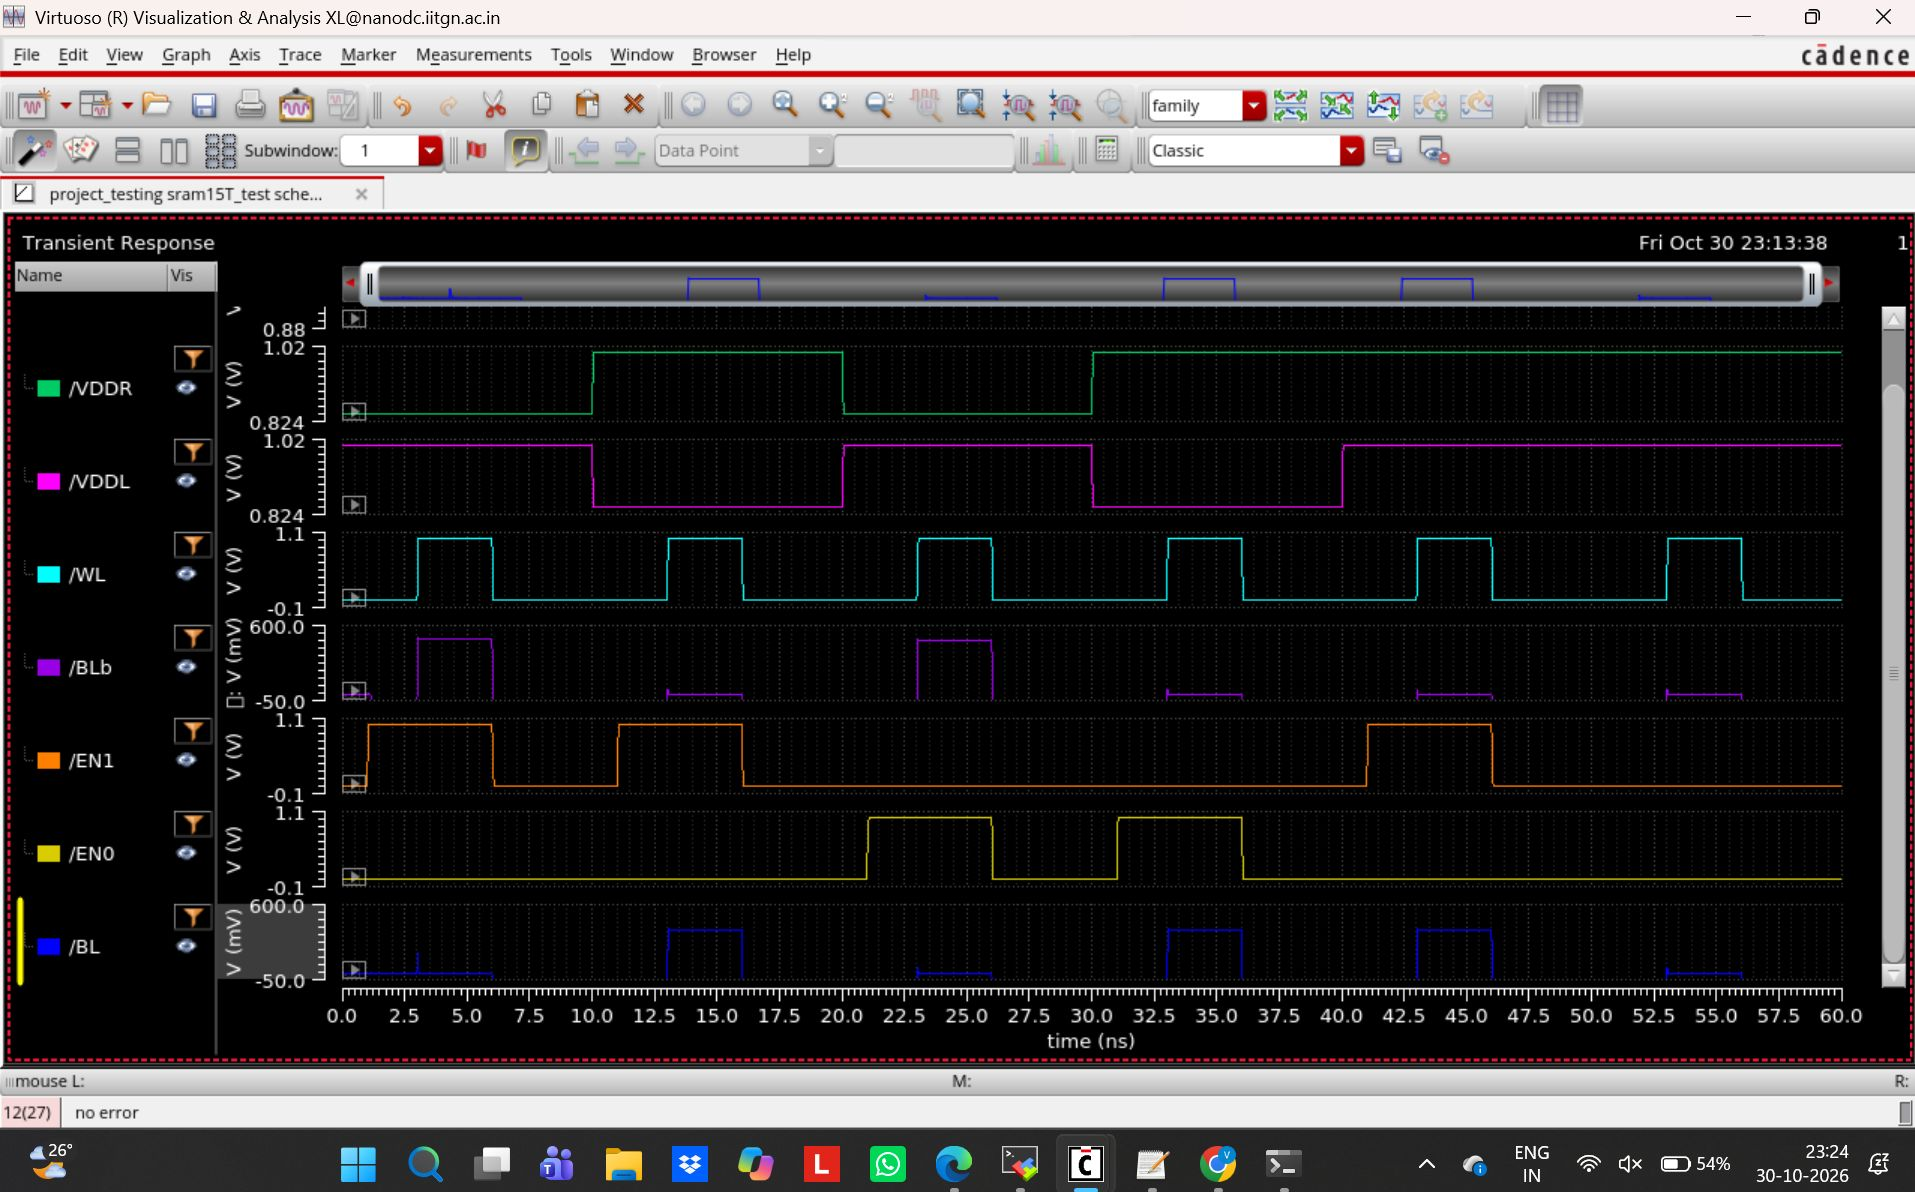 Virtuoso (R) Visualization & Analysis XL@nanodc.iitgn.ac.in
File Edit View Graph Axis Trace Marker Measurements Tools Window Browser Help
cādence
family
Subwindow: 1
Data Point
Classic
project_testing sram15T_test sche...
Transient Response
Fri Oct 30 23:13:38 1
Name Vis
0.88
1.02
/VDDR
V (V)
0.824
1.02
/VDDL
V (V)
0.824
1.1
/WL
V (V)
-0.1
600.0
/BLb
V (mV)
-50.0
1.1
/EN1
V (V)
-0.1
1.1
/EN0
V (V)
-0.1
600.0
/BL
V (mV)
-50.0
0.0 2.5 5.0 7.5 10.0 12.5 15.0 17.5 20.0 22.5 25.0 27.5 30.0 32.5 35.0 37.5 40.0 42.5 45.0 47.5 50.0 52.5 55.0 57.5 60.0
time (ns)
mouse L: M: R:
12(27) no error
26°
ENG
IN
54%
23:24
30-10-2026